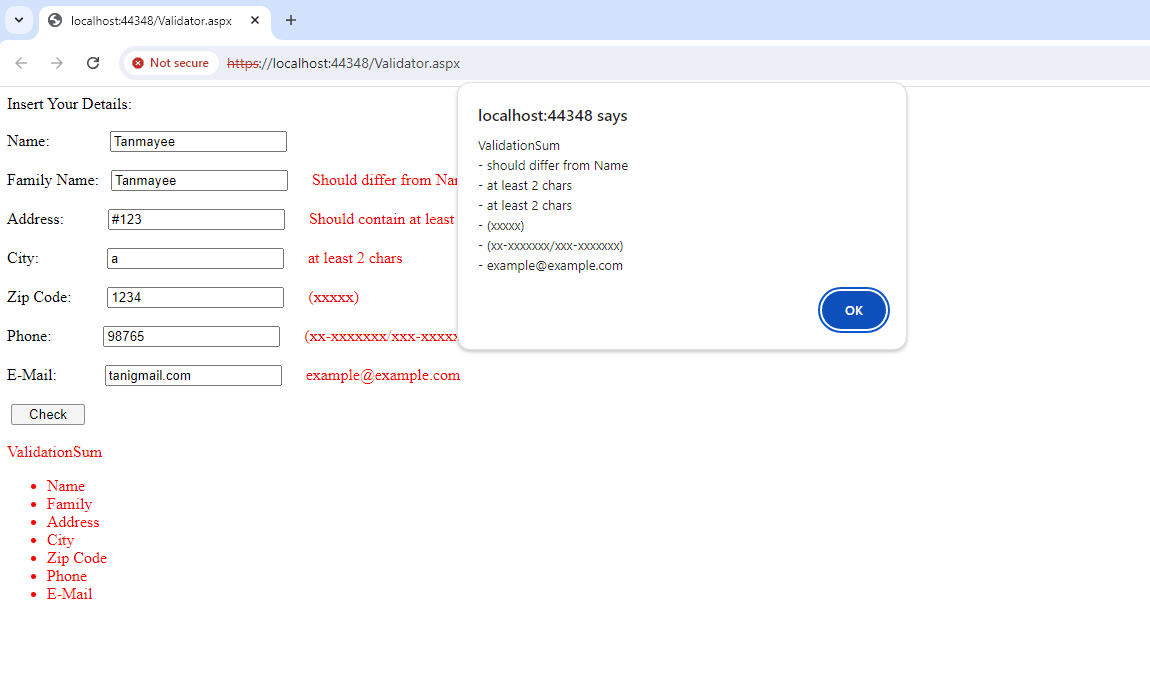 localhost:44348/Validator.aspx
Not secure https://localhost:44348/Validator.aspx
Insert Your Details:
Name: Tanmayee
Family Name: Tanmayee Should differ from
Address: #123 Should contain at least
City: a at least 2 chars
Zip Code: 1234 (xxxxx)
Phone: 98765 (xx-xxxxxxx/xxx-xxxxx
E-Mail: tanigmail.com example@example.com
Check
ValidationSum
Name
Family
Address
City
Zip Code
Phone
E-Mail
localhost:44348 says
ValidationSum
- should differ from Name
- at least 2 chars
- at least 2 chars
- (xxxxx)
- (xx-xxxxxxx/xxx-xxxxxxx)
- example@example.com
OK